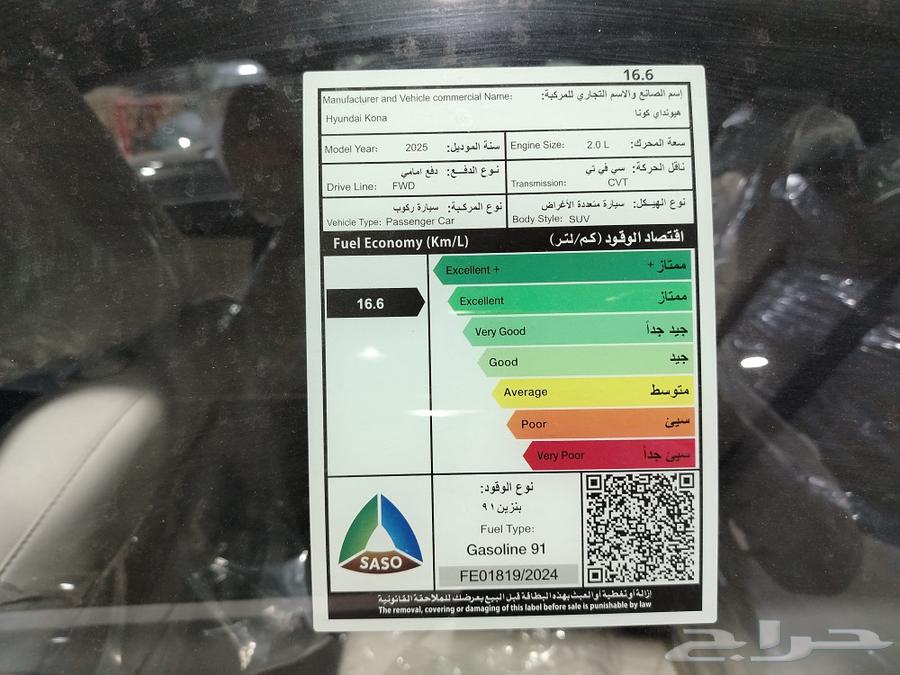 16.6
Manufacturer and Vehicle commercial Name: إسم الصانع والاسم التجاري للمركبة:
Hyundai Kona هيونداي كونا
Model Year: 2025 سنة الموديل:
Engine Size: 2.0 L سعة المحرك:
نوع الدفع: دفع امامي
Drive Line: FWD
ناقل الحركة: سي في تي
Transmission: CVT
نوع المركبة: سيارة ركوب
Vehicle Type: Passenger Car
نوع الهيكل: سيارة متعددة الأغراض
Body Style: SUV
Fuel Economy (Km/L) اقتصاد الوقود (كم/لتر)
Excellent + ممتاز +
16.6
Excellent ممتاز
Very Good جيد جداً
Good جيد
Average متوسط
Poor سيئ
Very Poor سيئ جداً
SASO
نوع الوقود:
بنزين ٩١
Fuel Type:
Gasoline 91
FE01819/2024
إزالة أو تغطية أو العبث بهذه البطاقة قبل البيع يعرضك للملاحقة القانونية
The removal, covering or damaging of this label before sale is punishable by law
حراج